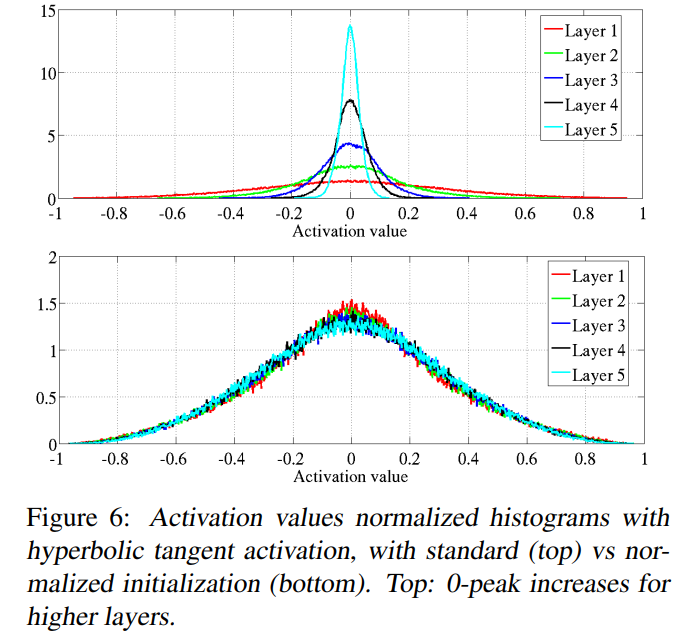 15
10
5
0
-1 -0.8 -0.6 -0.4 -0.2 0 0.2 0.4 0.6 0.8 1
Activation value
Layer 1
Layer 2
Layer 3
Layer 4
Layer 5
2
1.5
1
0.5
0
-1 -0.8 -0.6 -0.4 -0.2 0 0.2 0.4 0.6 0.8 1
Activation value
Layer 1
Layer 2
Layer 3
Layer 4
Layer 5
Figure 6: Activation values normalized histograms with
hyperbolic tangent activation, with standard (top) vs nor-
malized initialization (bottom). Top: 0-peak increases for
higher layers.